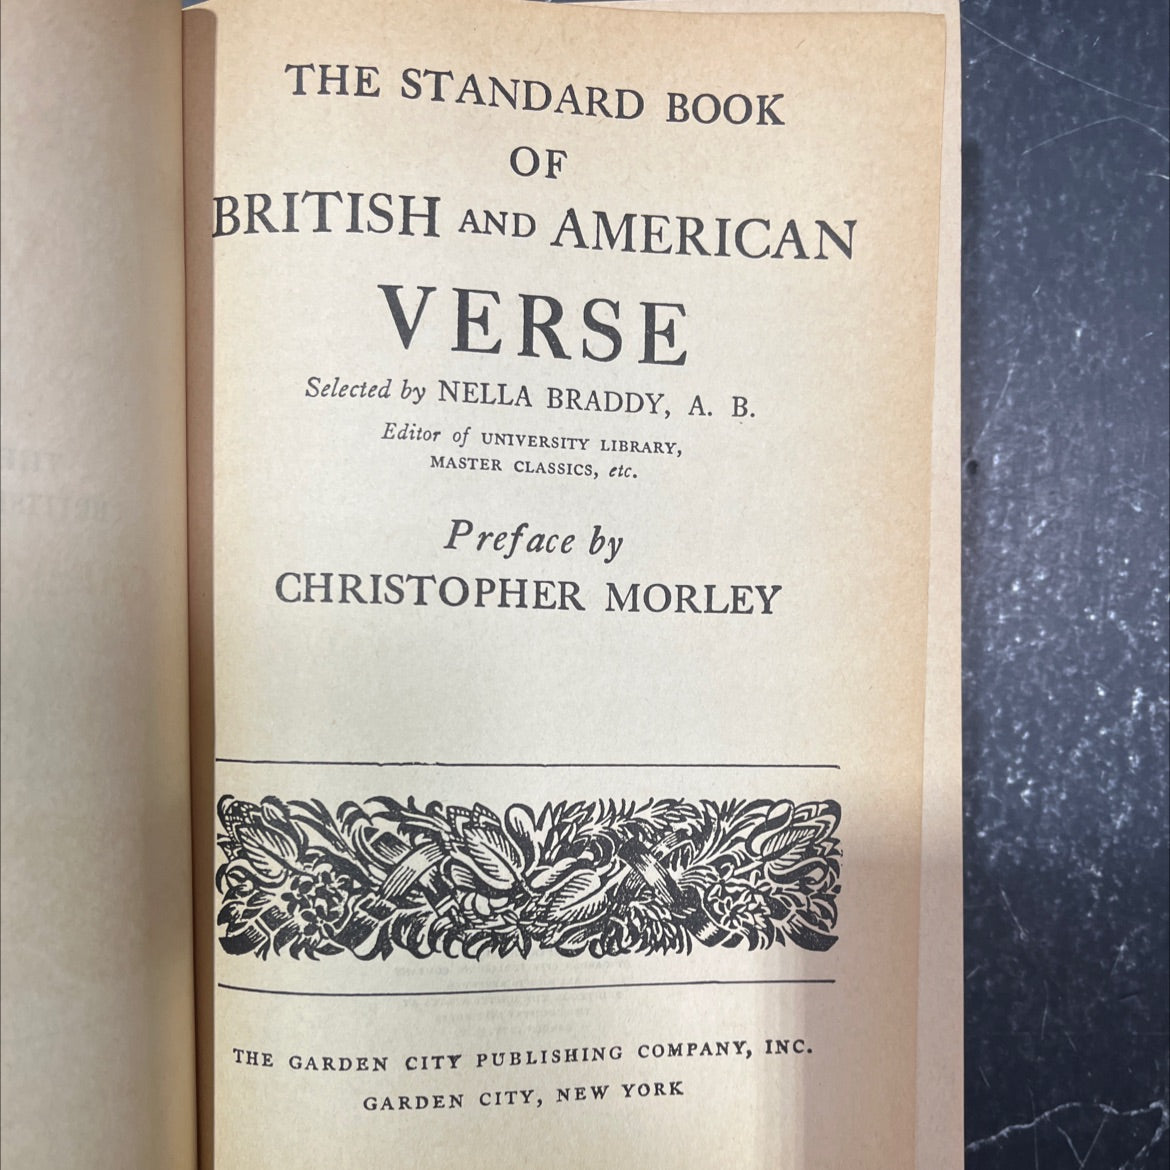 THE STANDARD BOOK
OF
BRITISH AND AMERICAN
VERSE
Selected by NELLA BRADDY, A. B.
Editor of UNIVERSITY LIBRARY,
MASTER CLASSICS, etc.
Preface by
CHRISTOPHER MORLEY
THE GARDEN CITY PUBLISHING COMPANY, INC.
GARDEN CITY, NEW YORK